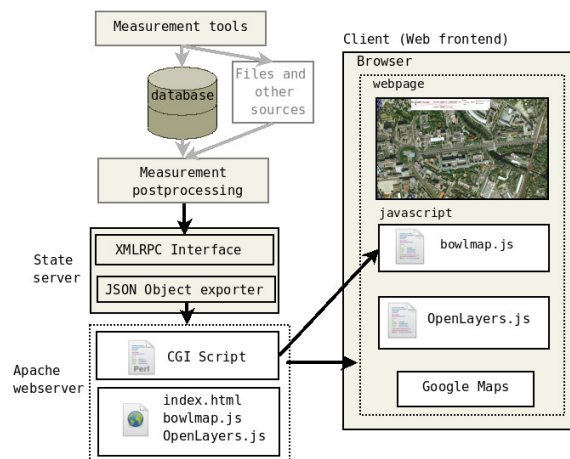 Measurement tools
database
Files and
other
sources
Measurement
postprocessing
State
server
XMLRPC Interface
JSON Object exporter
Apache
webserver
CGI Script
Perl
index.html
bowlmap.js
OpenLayers.js
Client (Web frontend)
Browser
webpage
javascript
bowlmap.js
OpenLayers.js
Google Maps